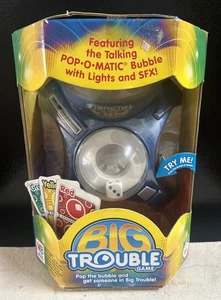 Featuring
the Talking
POP•O•MATIC® Bubble
with Lights and SFX!
TRY ME!
Yellow
Red
BIG
TROUBLE
GAME
Pop the bubble and
get someone in Big Trouble!